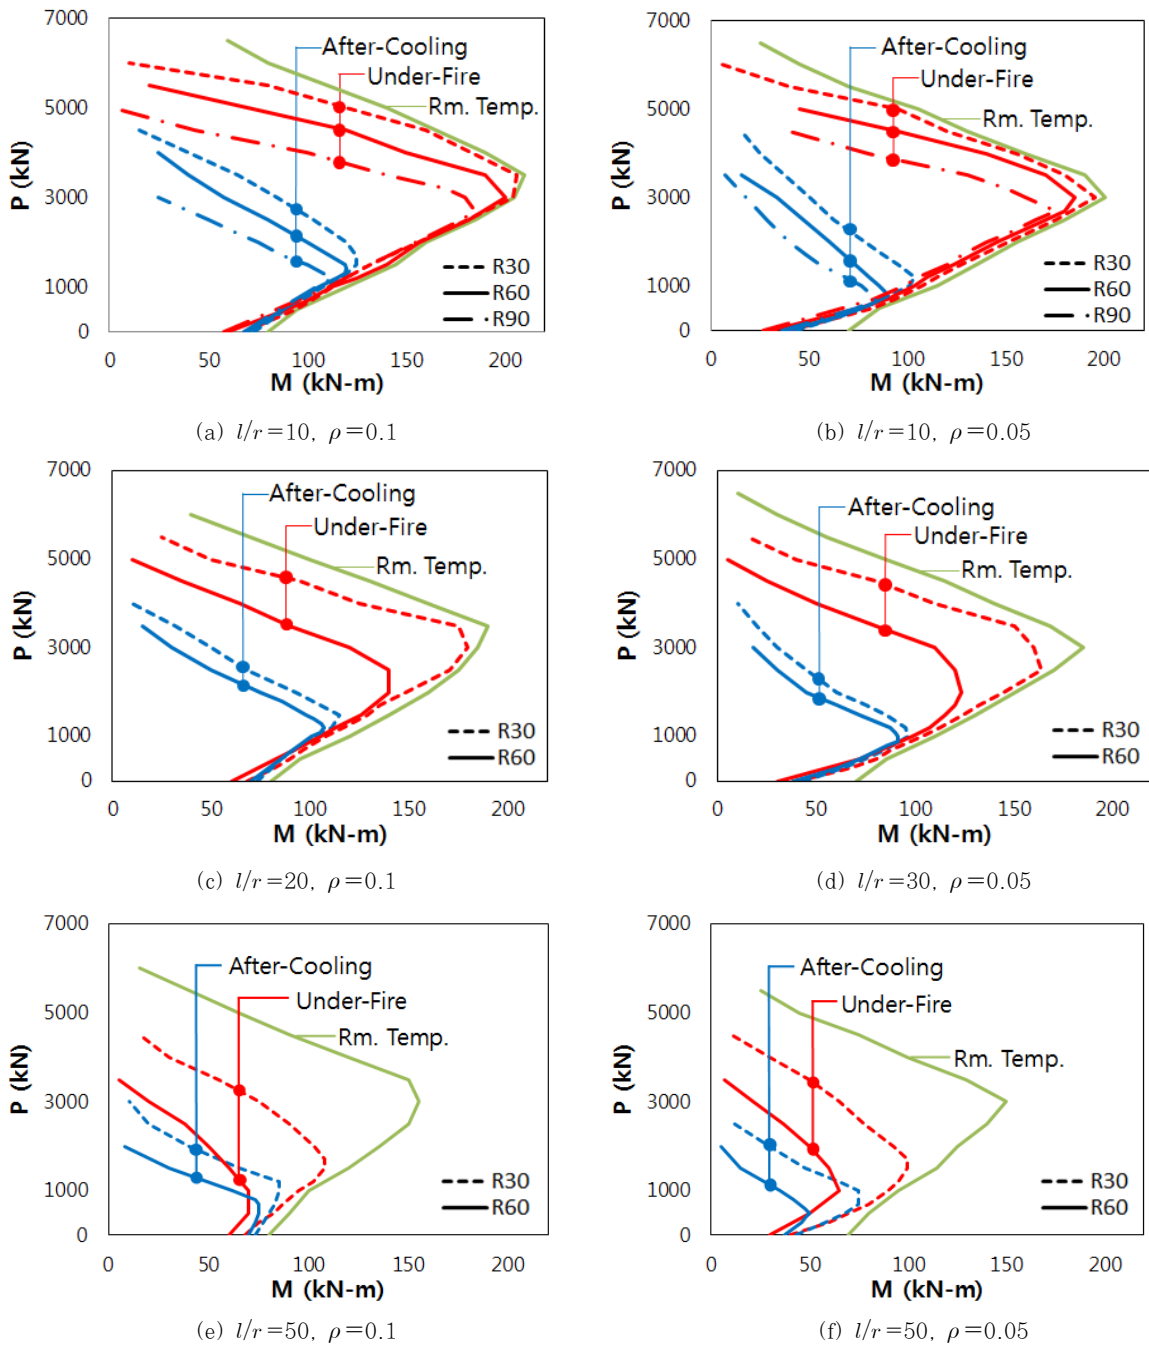 7000
5000
3000
1000
0
P (kN)
After-Cooling
Under-Fire
Rm. Temp.
R30
R60
R90
0 50 100 150 200
M (kN-m)
(a) l/r=10, ρ=0.1
7000
5000
3000
1000
0
P (kN)
After-Cooling
Under-Fire
Rm. Temp.
R30
R60
R90
0 50 100 150 200
M (kN-m)
(b) l/r=10, ρ=0.05
7000
5000
3000
1000
0
P (kN)
After-Cooling
Under-Fire
Rm. Temp.
R30
R60
0 50 100 150 200
M (kN-m)
(c) l/r=20, ρ=0.1
7000
5000
3000
1000
0
P (kN)
After-Cooling
Under-Fire
Rm. Temp.
R30
R60
0 50 100 150 200
M (kN-m)
(d) l/r=30, ρ=0.05
7000
5000
3000
1000
0
P (kN)
After-Cooling
Under-Fire
Rm. Temp.
R30
R60
0 50 100 150 200
M (kN-m)
(e) l/r=50, ρ=0.1
7000
5000
3000
1000
0
P (kN)
After-Cooling
Under-Fire
Rm. Temp.
R30
R60
0 50 100 150 200
M (kN-m)
(f) l/r=50, ρ=0.05